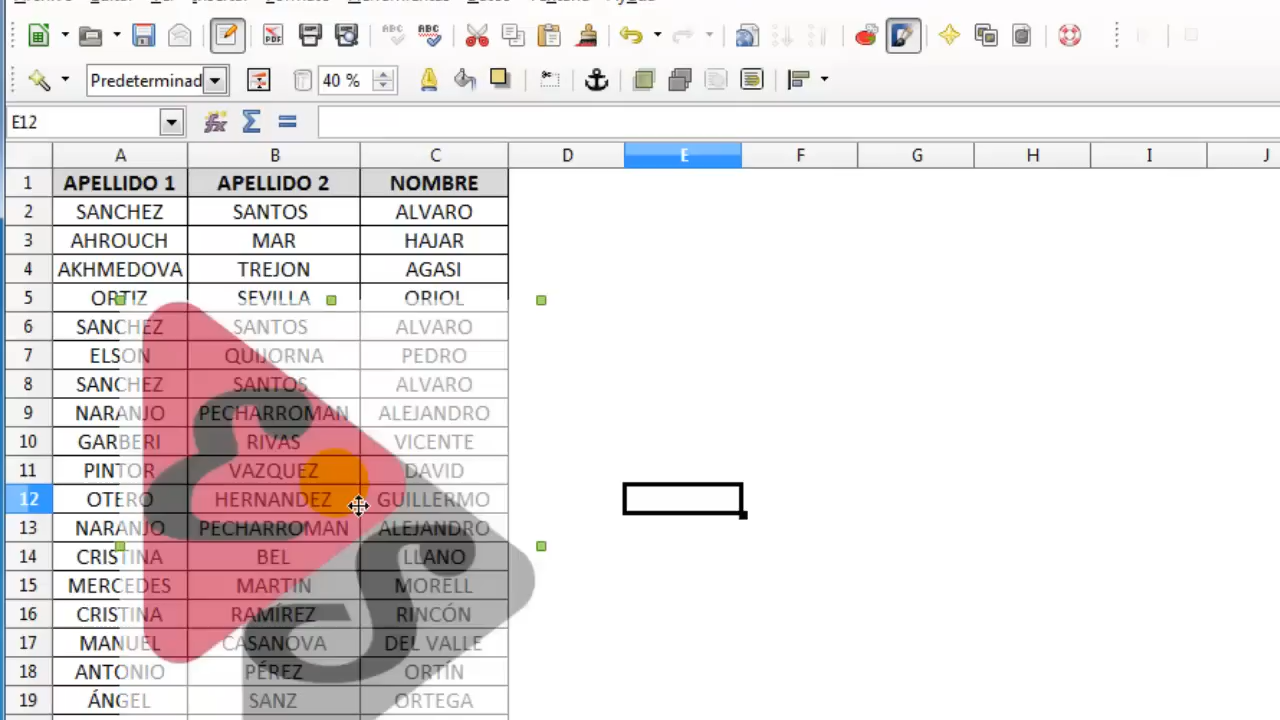 Predeterminad
40 %
E12
A B C D E F G H I J
1 APELLIDO 1 APELLIDO 2 NOMBRE
2 SANCHEZ SANTOS ALVARO
3 AHROUCH MAR HAJAR
4 AKHMEDOVA TREJON AGASI
5 ORTIZ SEVILLA ORIOL
6 SANCHEZ SANTOS ALVARO
7 ELSON QUIJORNA PEDRO
8 SANCHEZ SANTOS ALVARO
9 NARANJO PECHARROMAN ALEJANDRO
10 GARBERI RIVAS VICENTE
11 PINTOR VAZQUEZ DAVID
12 OTERO HERNANDEZ GUILLERMO
13 NARANJO PECHARROMAN ALEJANDRO
14 CRISTINA BEL LLANO
15 MERCEDES MARTIN MORELL
16 CRISTINA RAMIREZ RINCÓN
17 MANUEL CASANOVA DEL VALLE
18 ANTONIO PÉREZ ORTÍN
19 ÁNGEL SANZ ORTEGA